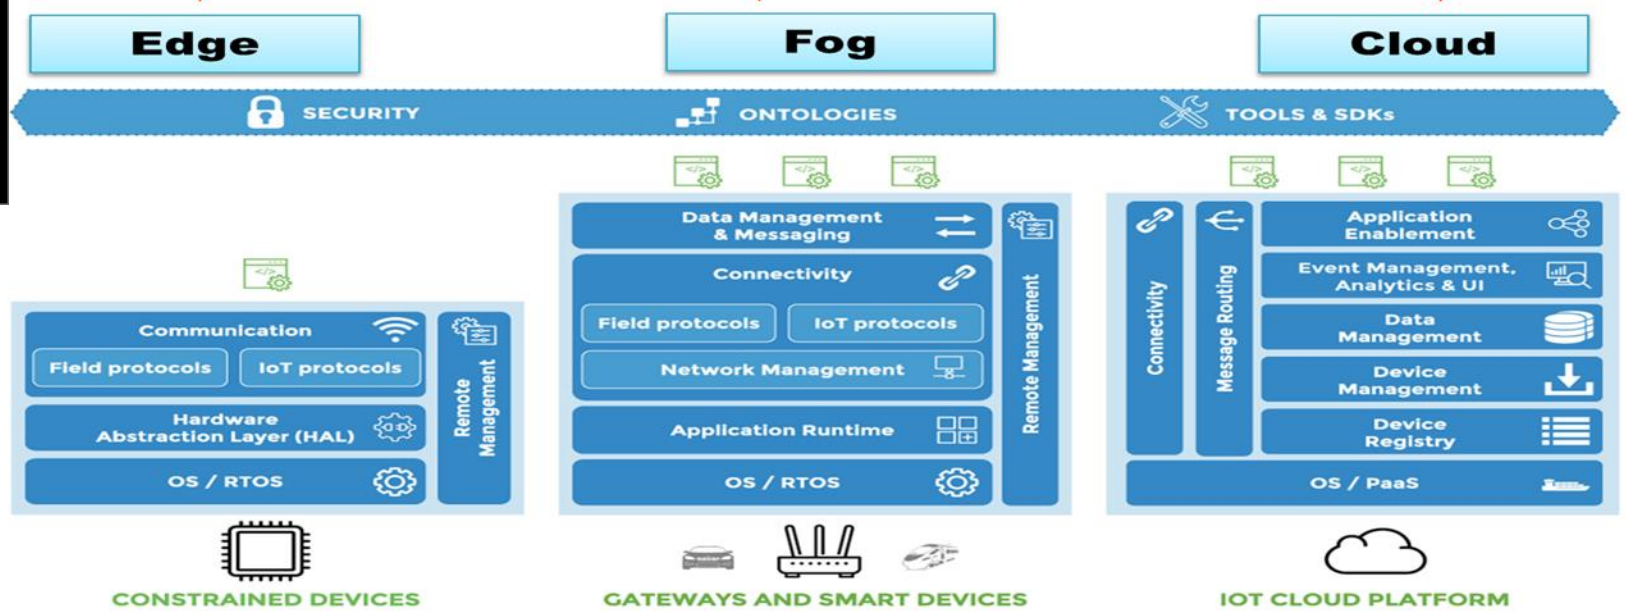 Edge
Fog
Cloud
SECURITY
ONTOLOGIES
TOOLS & SDKs
Communication
Field protocols
IoT protocols
Hardware
Abstraction Layer (HAL)
OS / RTOS
Remote
Management
CONSTRAINED DEVICES
Data Management
& Messaging
Connectivity
Field protocols
IoT protocols
Network Management
Application Runtime
OS / RTOS
Remote Management
GATEWAYS AND SMART DEVICES
Connectivity
Message Routing
Application
Enablement
Event Management,
Analytics & UI
Data
Management
Device
Management
Device
Registry
OS / PaaS
IOT CLOUD PLATFORM